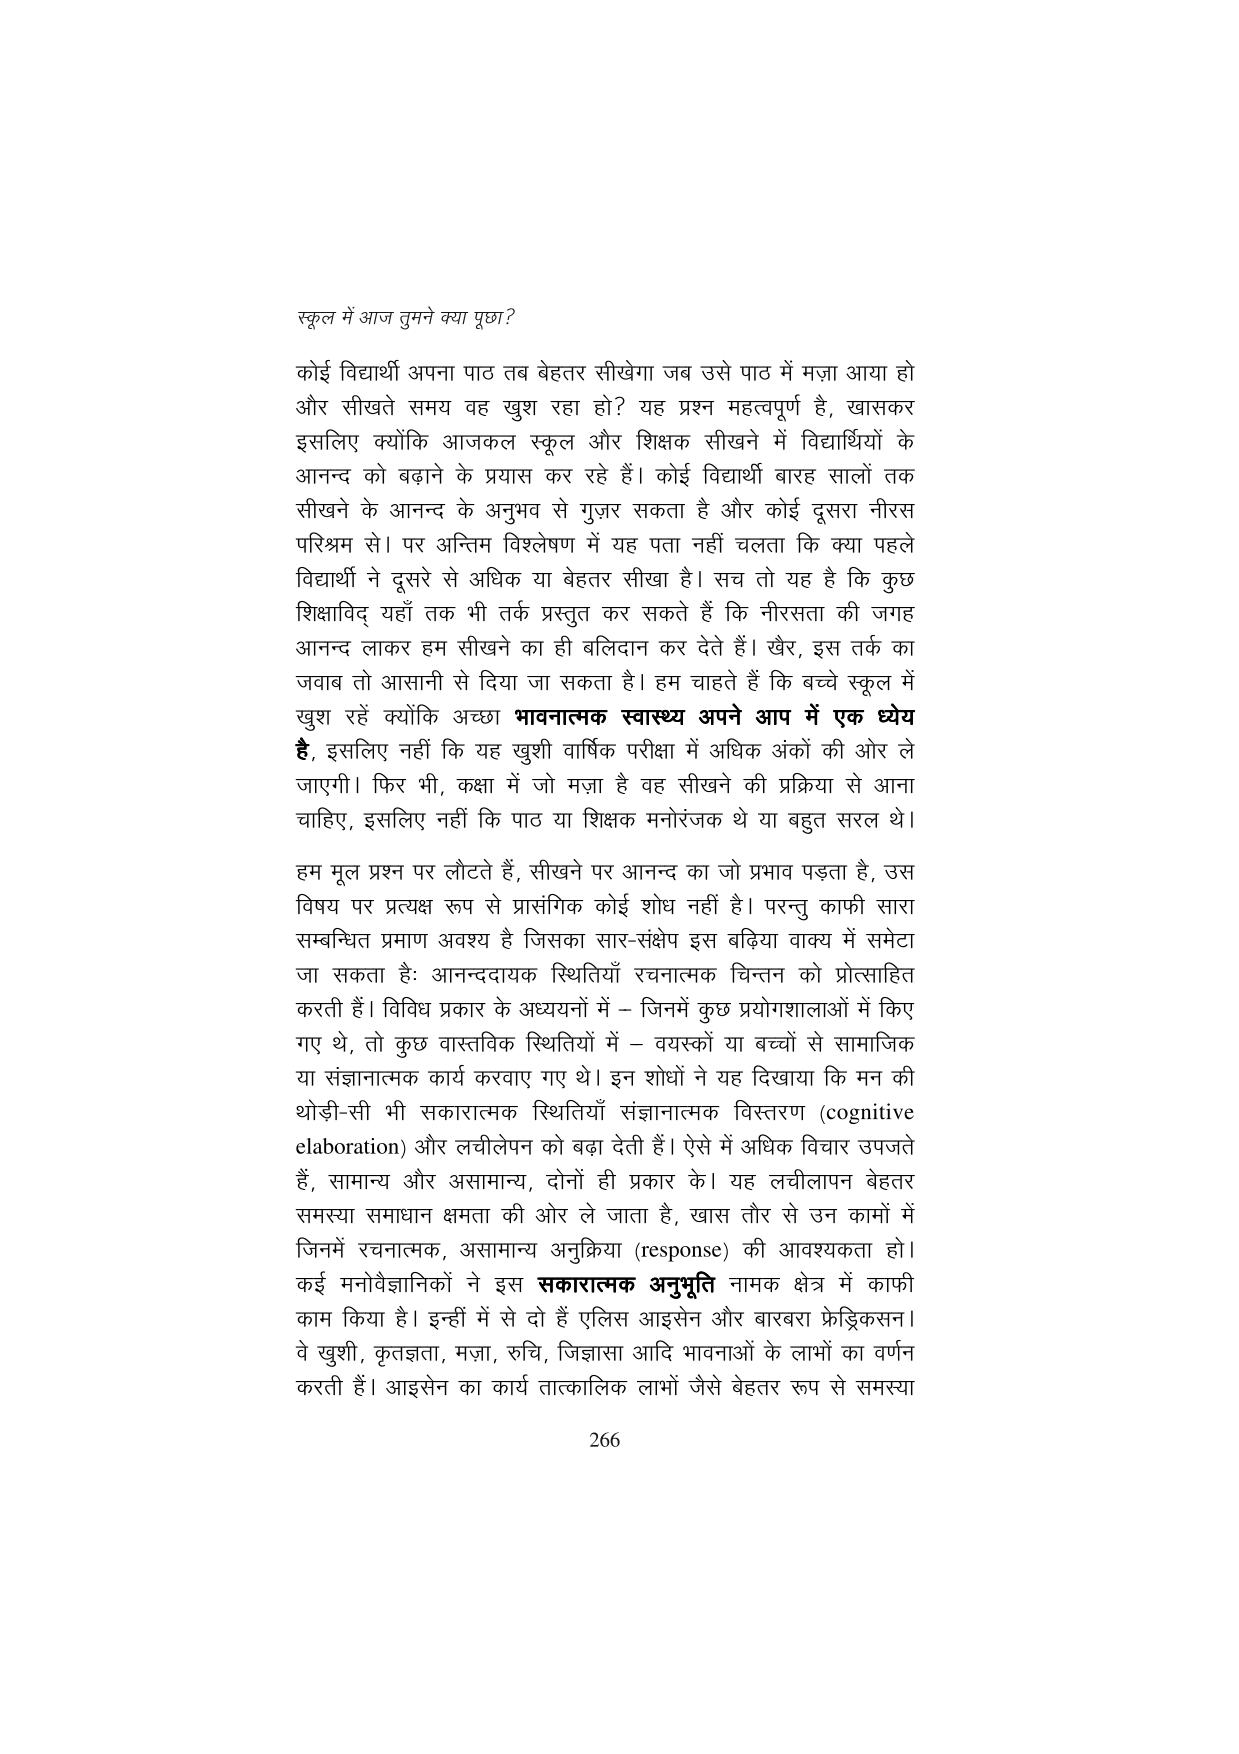 स्कूल में आज तुमने क्या पूछा?
कोई विद्यार्थी अपना पाठ तब बेहतर सीखेगा जब उसे पाठ में मज़ा आया हो
और सीखते समय वह खुश रहा हो? यह प्रश्न महत्वपूर्ण है, खासकर
इसलिए क्योंकि आजकल स्कूल और शिक्षक सीखने में विद्यार्थियों के
आनन्द को बढ़ाने के प्रयास कर रहे हैं। कोई विद्यार्थी बारह सालों तक
सीखने के आनन्द के अनुभव से गुज़र सकता है और कोई दूसरा नीरस
परिश्रम से। पर अन्तिम विश्लेषण में यह पता नहीं चलता कि क्या पहले
विद्यार्थी ने दूसरे से अधिक या बेहतर सीखा है। सच तो यह है कि कुछ
शिक्षाविद् यहाँ तक भी तर्क प्रस्तुत कर सकते हैं कि नीरसता की जगह
आनन्द लाकर हम सीखने का ही बलिदान कर देते हैं। खैर, इस तर्क का
जवाब तो आसानी से दिया जा सकता है। हम चाहते हैं कि बच्चे स्कूल में
खुश रहें क्योंकि अच्छा भावनात्मक स्वास्थ्य अपने आप में एक ध्येय
है, इसलिए नहीं कि यह खुशी वार्षिक परीक्षा में अधिक अंकों की ओर ले
जाएगी। फिर भी, कक्षा में जो मज़ा है वह सीखने की प्रक्रिया से आना
चाहिए, इसलिए नहीं कि पाठ या शिक्षक मनोरंजक थे या बहुत सरल थे।
हम मूल प्रश्न पर लौटते हैं, सीखने पर आनन्द का जो प्रभाव पड़ता है, उस
विषय पर प्रत्यक्ष रूप से प्रासंगिक कोई शोध नहीं है। परन्तु काफी सारा
सम्बन्धित प्रमाण अवश्य है जिसका सार-संक्षेप इस बढ़िया वाक्य में समेटा
जा सकता है: आनन्ददायक स्थितियाँ रचनात्मक चिन्तन को प्रोत्साहित
करती हैं। विविध प्रकार के अध्ययनों में – जिनमें कुछ प्रयोगशालाओं में किए
गए थे, तो कुछ वास्तविक स्थितियों में – वयस्कों या बच्चों से सामाजिक
या संज्ञानात्मक कार्य करवाए गए थे। इन शोधों ने यह दिखाया कि मन की
थोड़ी-सी भी सकारात्मक स्थितियाँ संज्ञानात्मक विस्तरण (cognitive
elaboration) और लचीलेपन को बढ़ा देती हैं। ऐसे में अधिक विचार उपजते
हैं, सामान्य और असामान्य, दोनों ही प्रकार के। यह लचीलापन बेहतर
समस्या समाधान क्षमता की ओर ले जाता है, खास तौर से उन कामों में
जिनमें रचनात्मक, असामान्य अनुक्रिया (response) की आवश्यकता हो।
कई मनोवैज्ञानिकों ने इस सकारात्मक अनुभूति नामक क्षेत्र में काफी
काम किया है। इन्हीं में से दो हैं एलिस आइसेन और बारबरा फ्रेड्रिकसन।
वे खुशी, कृतज्ञता, मज़ा, रुचि, जिज्ञासा आदि भावनाओं के लाभों का वर्णन
करती हैं। आइसेन का कार्य तात्कालिक लाभों जैसे बेहतर रूप से समस्या
266